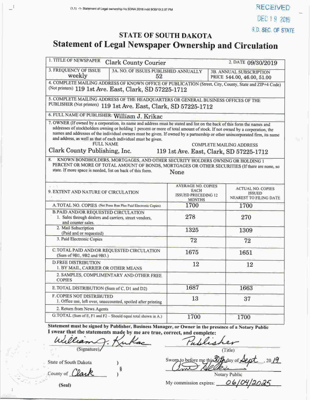 RECEIVED
DEC 18 2019
S.D. SEC. OF STATE
STATE OF SOUTH DAKOTA
Statement of Legal Newspaper Ownership and Circulation
1. TITLE OF NEWSPAPER Clark County Courier
2. DATE 09/30/2019
3. FREQUENCY OF ISSUE
weekly
3A. NO. OF ISSUES PUBLISHED ANNUALLY
52
3B. ANNUAL SUBSCRIPTION
PRICE $44.00, 46.00, 51.00
4. COMPLETE MAILING ADDRESS OF KNOWN OFFICE OF PUBLICATION (Street, City, County, State and ZIP+4 Code)
(Not printers) 119 1st Ave. East, Clark, SD 57225-1712
5. COMPLETE MAILING ADDRESS OF THE HEADQUARTERS OR GENERAL BUSINESS OFFICES OF THE
PUBLISHER (Not printers) 119 1st Ave. East, Clark, SD 57225-1712
6. FULL NAME OF PUBLISHER: William J. Krikac
7. OWNER (If owned by a corporation, its name and address must be stated and list on the back of this form the names and
addresses of stockholders owning or holding 1 percent or more of total amount of stock. If not owned by a corporation, the
names and addresses of the individual owners must be given. If owned by a partnership or other unincorporated firm, its name
and address, as well as that of each individual must be given.
FULL NAME
COMPLETE MAILING ADDRESS
Clark County Publishing, Inc.
119 1st Ave. East, Clark, SD 57225-1712
8. KNOWN BONDHOLDERS, MORTGAGES, AND OTHER SECURITY HOLDERS OWNING OR HOLDING 1
PERCENT OR MORE OF TOTAL AMOUNT OF BONDS, MORTGAGES OR OTHER SECURITIES (If there are none, so
state. If more space is needed, list on back of this form.
None
9. EXTENT AND NATURE OF CIRCULATION
AVERAGE NO. COPIES
EACH
ISSUES PRECEDING 12
MONTHS
ACTUAL NO. COPIES
ISSUED
NEAREST TO FILING DATE
A. TOTAL NO. COPIES (Net Press Run Plus Paid Electronic Copies)
1700
1700
B. PAID AND/OR REQUESTED CIRCULATION
1. Sales through dealers and carriers, street vendors,
and counter sales.
278
270
2. Mail Subscription
(Paid and or requested)
1325
1309
3. Paid Electronic Copies
72
72
C. TOTAL PAID AND/OR REQUESTED CIRCULATION
(Sum of 9B1, 9B2 and 9B3.)
1675
1651
D. FREE DISTRIBUTION
1. BY MAIL, CARRIER OR OTHER MEANS
12
12
2. SAMPLES, COMPLIMENTARY AND OTHER FREE
COPIES
E. TOTAL DISTRIBUTION (Sum of C, D1 and D2)
1687
1663
F. COPIES NOT DISTRIBUTED
1. Office use, left over, unaccounted, spoiled after printing
13
37
2. Return from News Agents
G. TOTAL (Sum of E, F1 and F2 - Should equal total shown in A.)
1700
1700
Statement must be signed by Publisher, Business Manager, or Owner in the presence of a Notary Public
I swear that the statements made by me are true, correct, and complete:
William J. Krikac
Publisher
(Signature)
(Title)
State of South Dakota
Sworn to before me this day of Sept, 2019
County of Clark
Notary Public
(Seal)
My commission expires: 06/04/2025